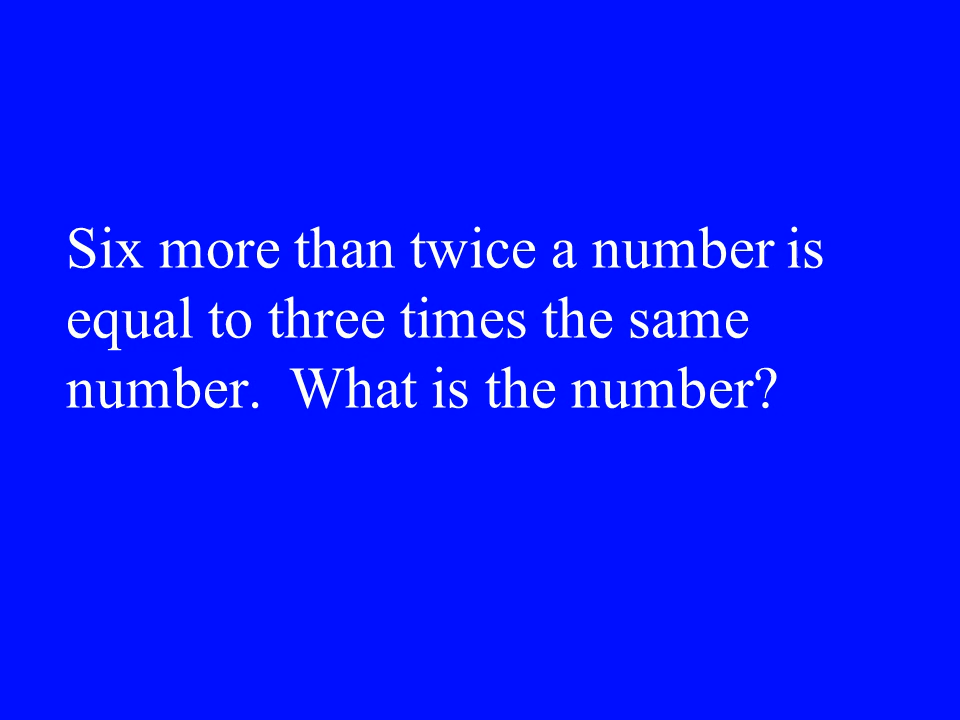 Six more than twice a number is
equal to three times the same
number.  What is the number?